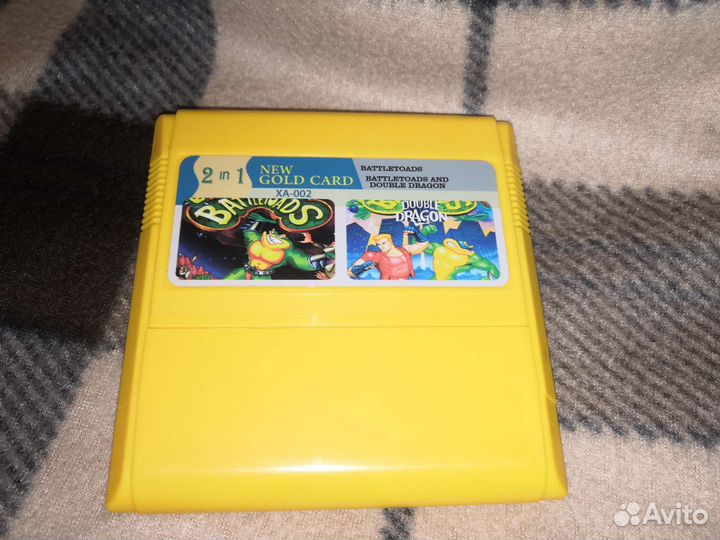 2 in 1
NEW
GOLD CARD
XA-002
BATTLETOADS
BATTLETOADS AND
DOUBLE DRAGON
BATTLETOADS
DOUBLE
DRAGON
Avito